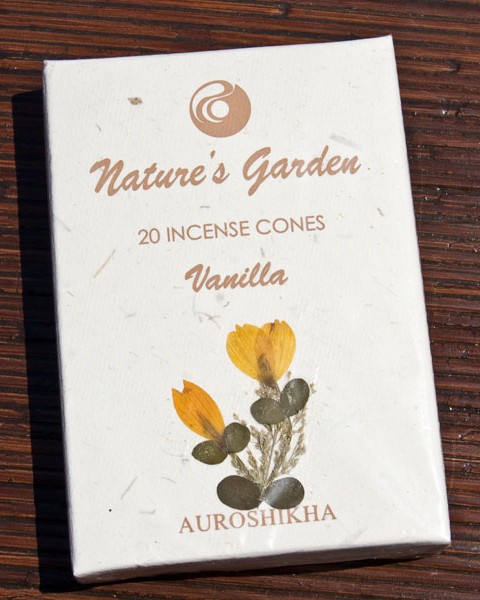 Nature's Garden
20 INCENSE CONES
Vanilla
AUROSHIKHA